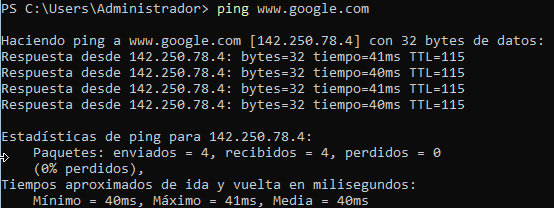 PS C:\Users\Administrador> ping www.google.com
Haciendo ping a www.google.com [142.250.78.4] con 32 bytes de datos:
Respuesta desde 142.250.78.4: bytes=32 tiempo=41ms TTL=115
Respuesta desde 142.250.78.4: bytes=32 tiempo=40ms TTL=115
Respuesta desde 142.250.78.4: bytes=32 tiempo=41ms TTL=115
Respuesta desde 142.250.78.4: bytes=32 tiempo=40ms TTL=115
Estadísticas de ping para 142.250.78.4:
Paquetes: enviados = 4, recibidos = 4, perdidos = 0
(0% perdidos),
Tiempos aproximados de ida y vuelta en milisegundos:
Mínimo = 40ms, Máximo = 41ms, Media = 40ms